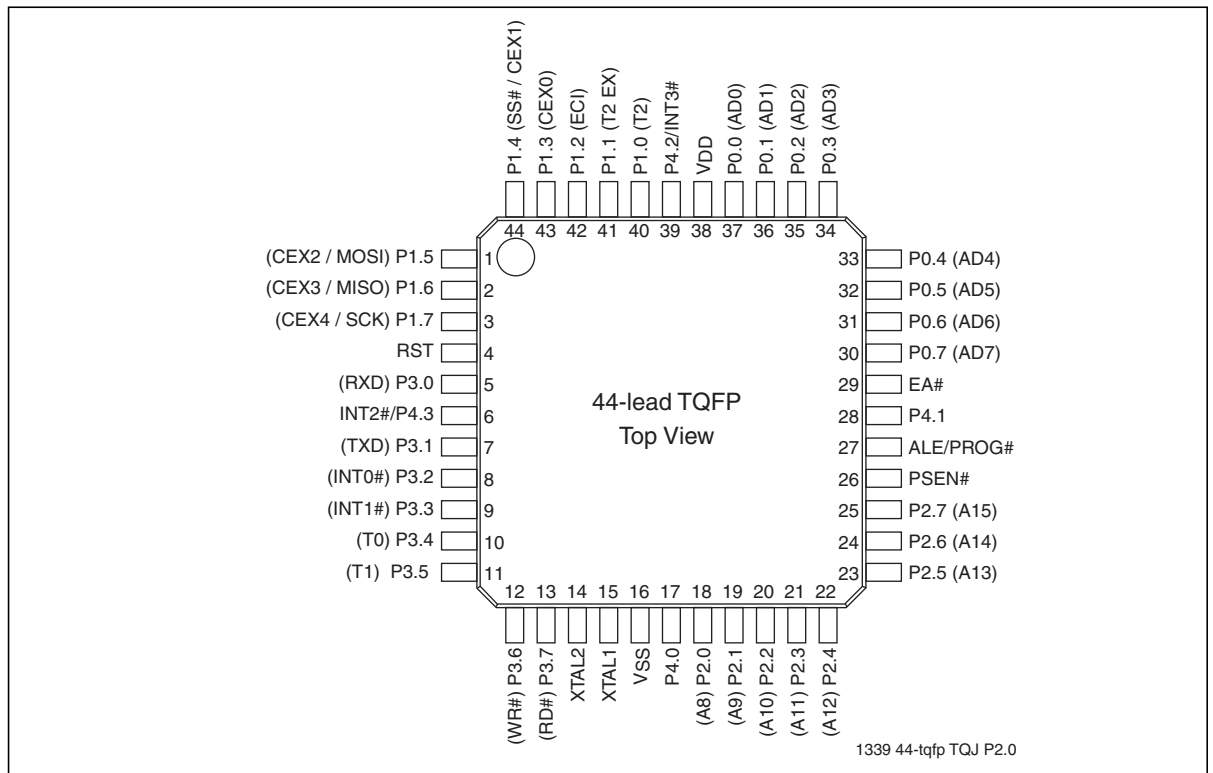 P1.4 (SS# / CEX1)
P1.3 (CEX0)
P1.2 (ECI)
P1.1 (T2 EX)
P1.0 (T2)
P4.2/INT3#
VDD
P0.0 (AD0)
P0.1 (AD1)
P0.2 (AD2)
P0.3 (AD3)
44 43 42 41 40 39 38 37 36 35 34
(CEX2 / MOSI) P1.5 1
(CEX3 / MISO) P1.6 2
(CEX4 / SCK) P1.7 3
RST 4
(RXD) P3.0 5
INT2#/P4.3 6
(TXD) P3.1 7
(INT0#) P3.2 8
(INT1#) P3.3 9
(T0) P3.4 10
(T1) P3.5 11
44-lead TQFP
Top View
33 P0.4 (AD4)
32 P0.5 (AD5)
31 P0.6 (AD6)
30 P0.7 (AD7)
29 EA#
28 P4.1
27 ALE/PROG#
26 PSEN#
25 P2.7 (A15)
24 P2.6 (A14)
23 P2.5 (A13)
12 13 14 15 16 17 18 19 20 21 22
(WR#) P3.6
(RD#) P3.7
XTAL2
XTAL1
VSS
P4.0
(A8) P2.0
(A9) P2.1
(A10) P2.2
(A11) P2.3
(A12) P2.4
1339 44-tqfp TQJ P2.0